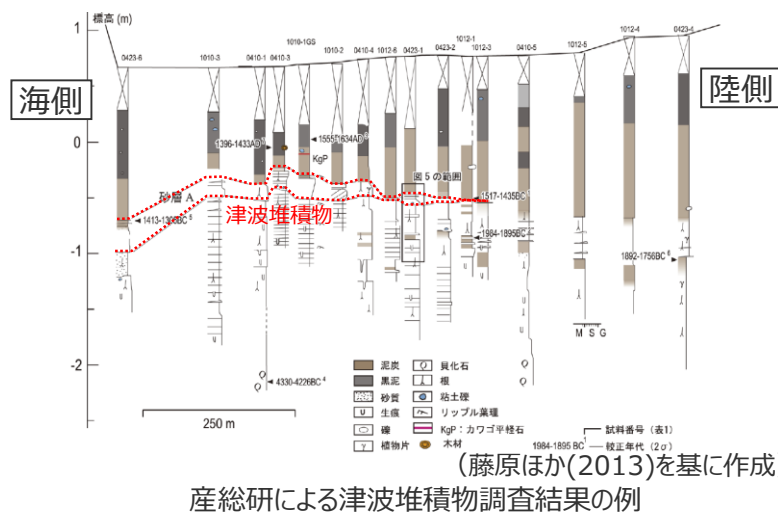 標高 (m)
1
0
-1
-2
海側
陸側
0423-6
1010-3
0410-1
0410-3
1010-1GS
1010-2
0410-4
1012-6
0423-1
0423-2
1012-1
1012-3
0410-5
1012-5
1012-4
0423-4
1396-1433AD
1555-1634AD
KgP
図 5 の範囲
砂層 A
津波堆積物
1517-1435BC
1984-1895BC
1892-1756BC 6
4330-4226BC 4
M S G
250 m
泥炭
黒泥
砂質
生痕
礫
植物片
貝化石
根
粘土礫
リップル葉理
KgP:カワゴ平軽石
木材
試料番号(表1)
1984-1895 BC 1
較正年代(2σ)
(藤原ほか(2013)を基に作成
産総研による津波堆積物調査結果の例